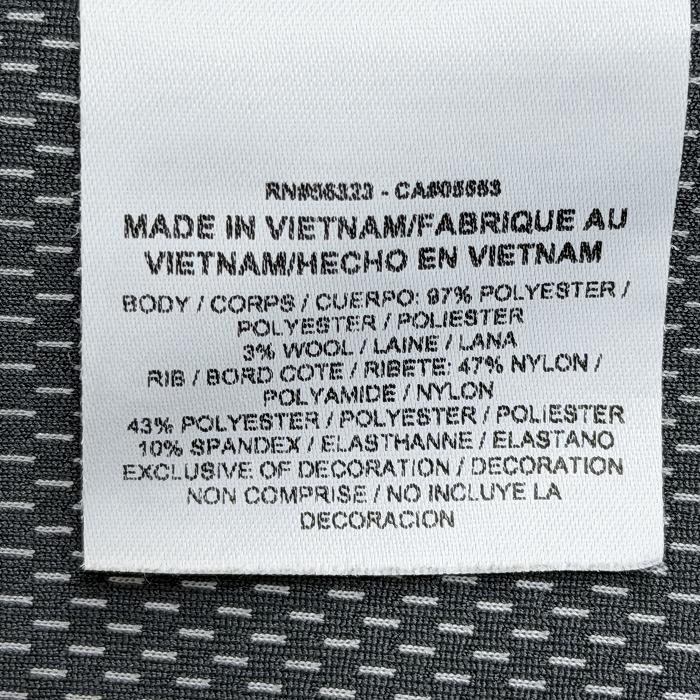 RN#56323 - CA#05553
MADE IN VIETNAM/FABRIQUE AU
VIETNAM/HECHO EN VIETNAM
BODY / CORPS / CUERPO: 97% POLYESTER /
POLYESTER / POLIESTER
3% WOOL / LAINE / LANA
RIB / BORD COTE / RIBETE: 47% NYLON /
POLYAMIDE / NYLON
43% POLYESTER / POLYESTER / POLIESTER
10% SPANDEX / ELASTHANNE / ELASTANO
EXCLUSIVE OF DECORATION / DECORATION
NON COMPRISE / NO INCLUYE LA
DECORACION